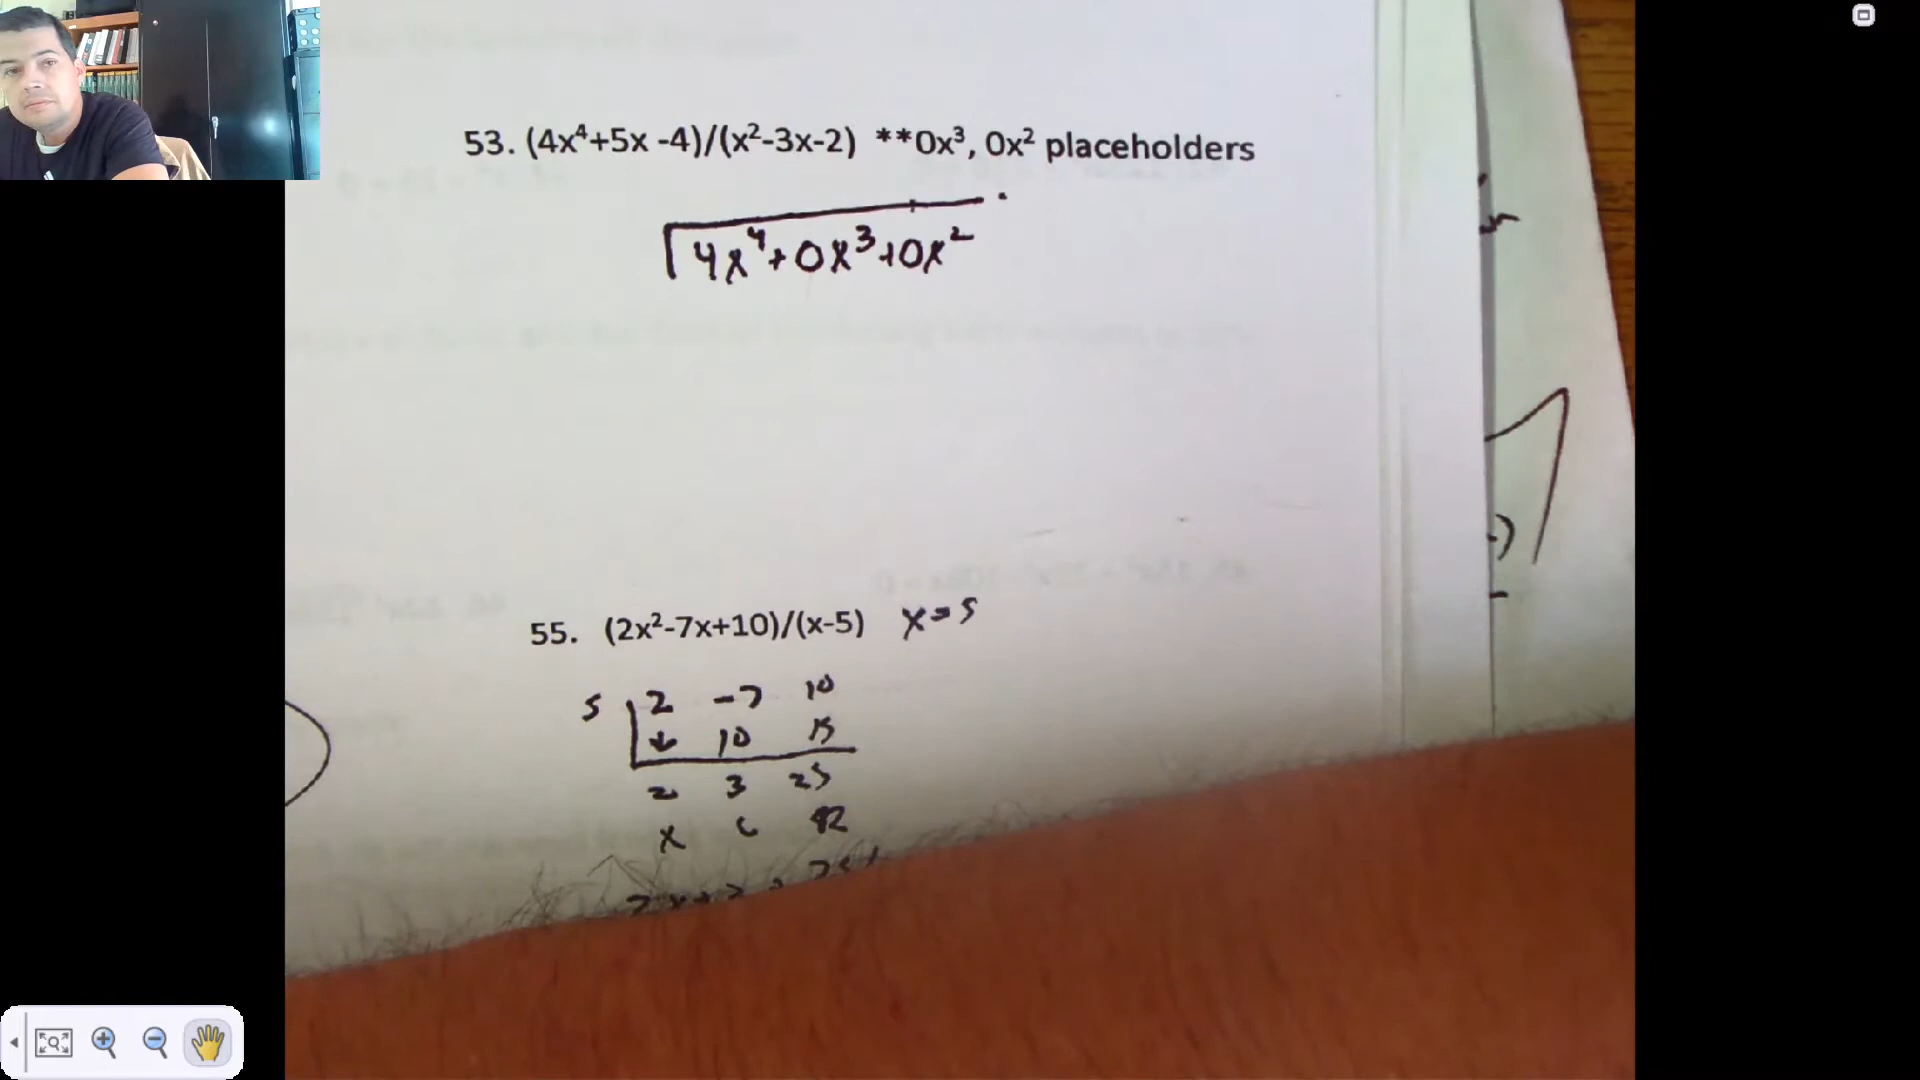 53. (4x⁴+5x -4)/(x²-3x-2) **0x³, 0x² placeholders
4x⁴+0x³+0x²
55. (2x²-7x+10)/(x-5) x=5
5 2 -7 10
↓ 10 15
2 3 25
x c R